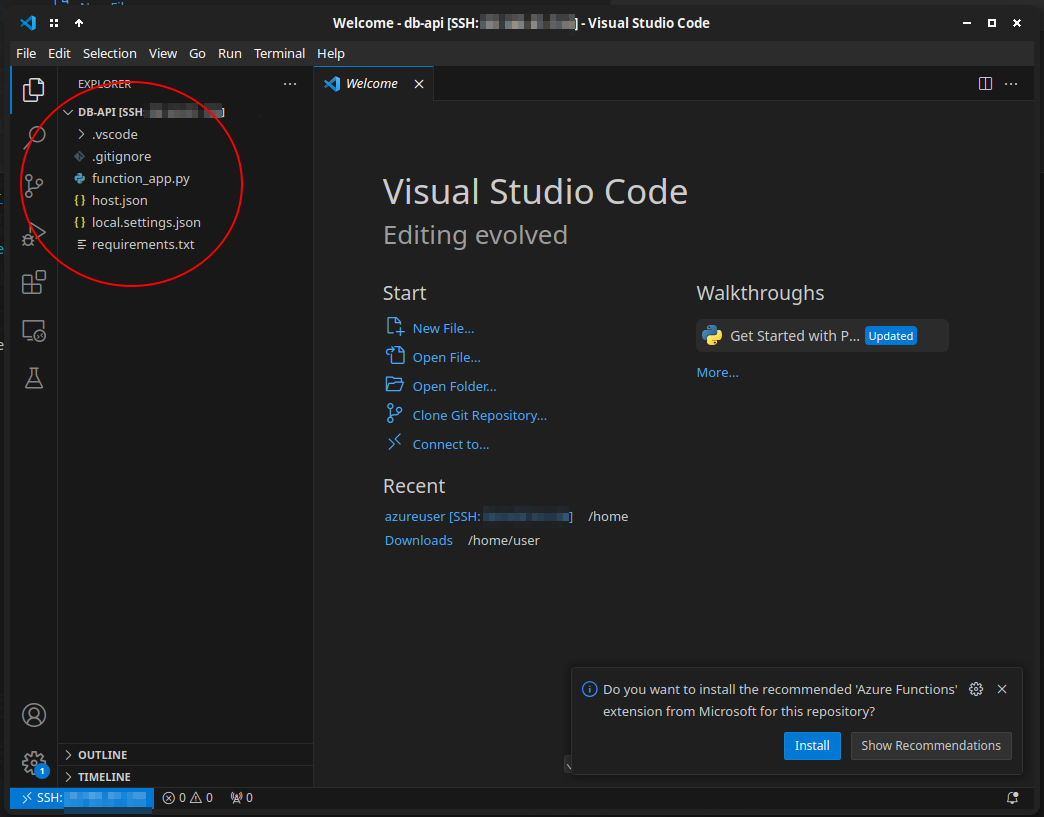 Welcome - db-api [SSH: ] - Visual Studio Code
File Edit Selection View Go Run Terminal Help
EXPLORER ...
Welcome
DB-API [SSH: ]
.vscode
.gitignore
function_app.py
host.json
local.settings.json
requirements.txt
Visual Studio Code
Editing evolved
Start
New File...
Open File...
Open Folder...
Clone Git Repository...
Connect to...
Recent
azureuser [SSH: ] /home
Downloads /home/user
Walkthroughs
Get Started with P... Updated
More...
Do you want to install the recommended 'Azure Functions'
extension from Microsoft for this repository?
Install Show Recommendations
OUTLINE
TIMELINE
1
SSH: 0 0 0